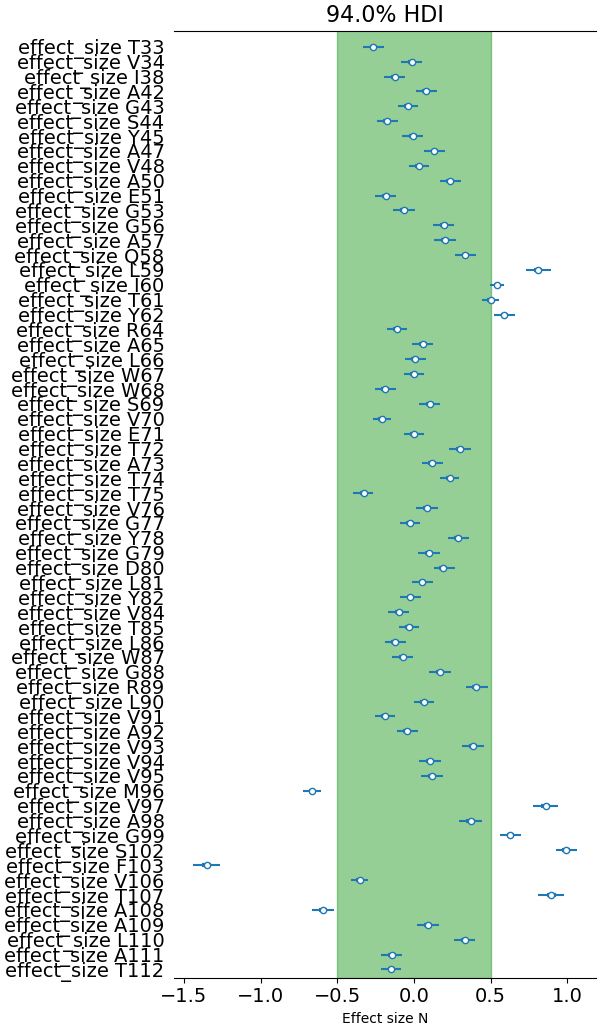 94.0% HDI
effect_size T33
effect_size V34
effect_size I38
effect_size A42
effect_size G43
effect_size S44
effect_size Y45
effect_size A47
effect_size V48
effect_size A50
effect_size E51
effect_size G53
effect_size G56
effect_size A57
effect_size Q58
effect_size L59
effect_size I60
effect_size T61
effect_size Y62
effect_size R64
effect_size A65
effect_size L66
effect_size W67
effect_size W68
effect_size S69
effect_size V70
effect_size E71
effect_size T72
effect_size A73
effect_size T74
effect_size T75
effect_size V76
effect_size G77
effect_size Y78
effect_size G79
effect_size D80
effect_size L81
effect_size Y82
effect_size V84
effect_size T85
effect_size L86
effect_size W87
effect_size G88
effect_size R89
effect_size L90
effect_size V91
effect_size A92
effect_size V93
effect_size V94
effect_size V95
effect_size M96
effect_size V97
effect_size A98
effect_size G99
effect_size S102
effect_size F103
effect_size V106
effect_size T107
effect_size A108
effect_size A109
effect_size L110
effect_size A111
effect_size T112
−1.5 −1.0 −0.5 0.0 0.5 1.0
Effect size N